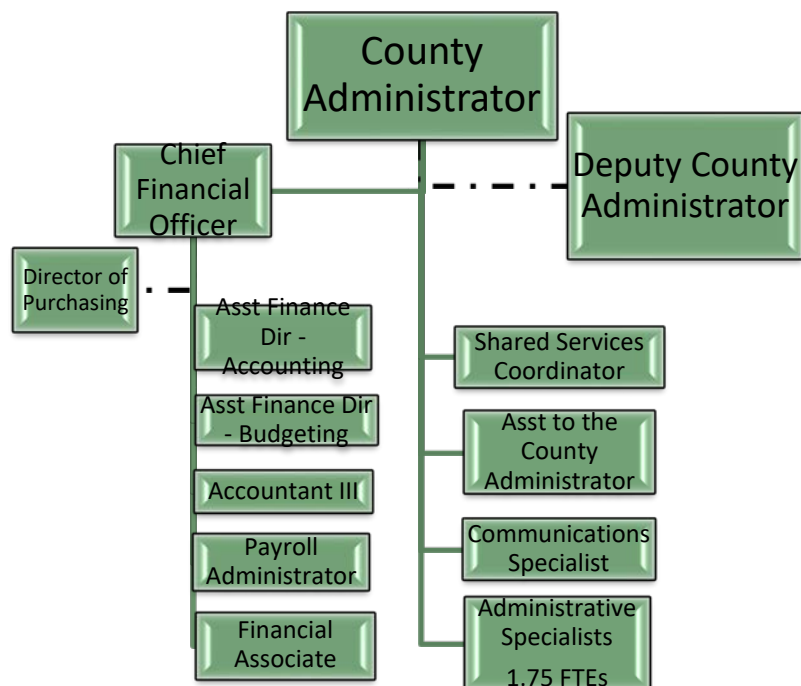 County
Administrator
Chief
Financial
Officer
Deputy County
Administrator
Director of
Purchasing
Asst Finance
Dir -
Accounting
Asst Finance Dir
- Budgeting
Accountant III
Payroll
Administrator
Financial
Associate
Shared Services
Coordinator
Asst to the
County
Administrator
Communications
Specialist
Administrative
Specialists
1.75 FTEs